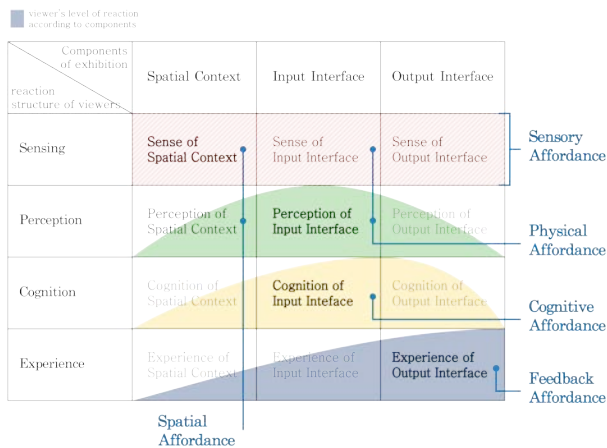 viewer's level of reaction
according to components
Components
of exhibition
reaction
structure of viewers
Spatial Context
Input Interface
Output Interface
Sensing
Sense of
Spatial Context
Sense of
Input Interface
Sense of
Output Interface
Sensory
Affordance
Perception
Perception of
Spatial Context
Perception of
Input Interface
Perception of
Output Interface
Physical
Affordance
Cognition
Cognition of
Spatial Context
Cognition of
Input Inteface
Cognition of
Output Interface
Cognitive
Affordance
Experience
Experience of
Spatial Context
Experience of
Input Interface
Experience of
Output Interface
Feedback
Affordance
Spatial
Affordance